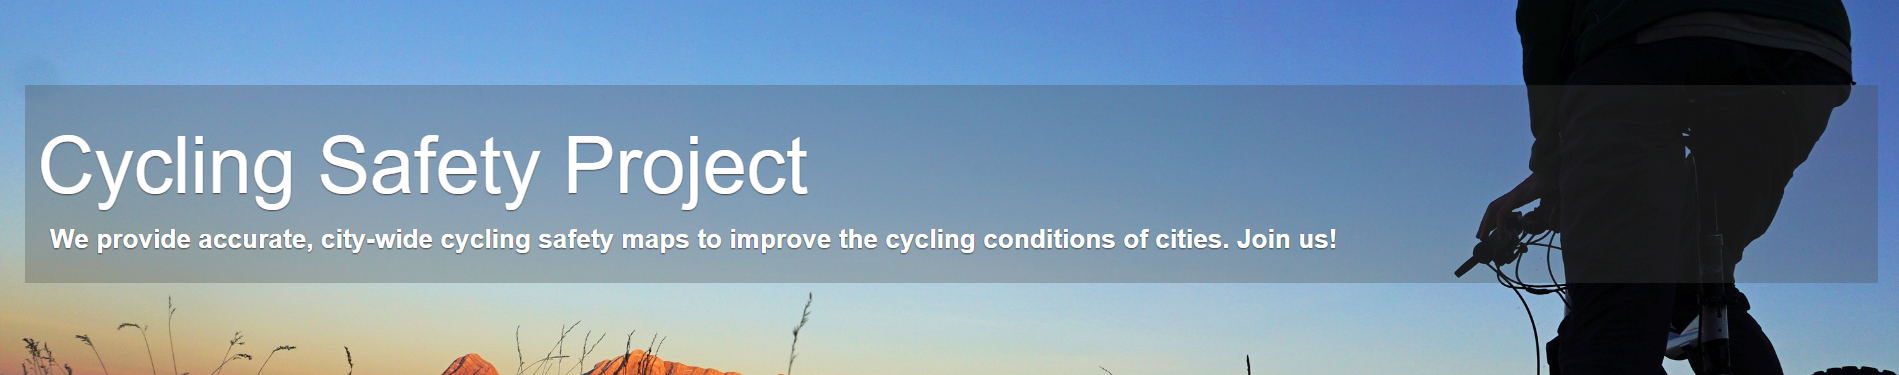 Cycling Safety Project
We provide accurate, city-wide cycling safety maps to improve the cycling conditions of cities. Join us!